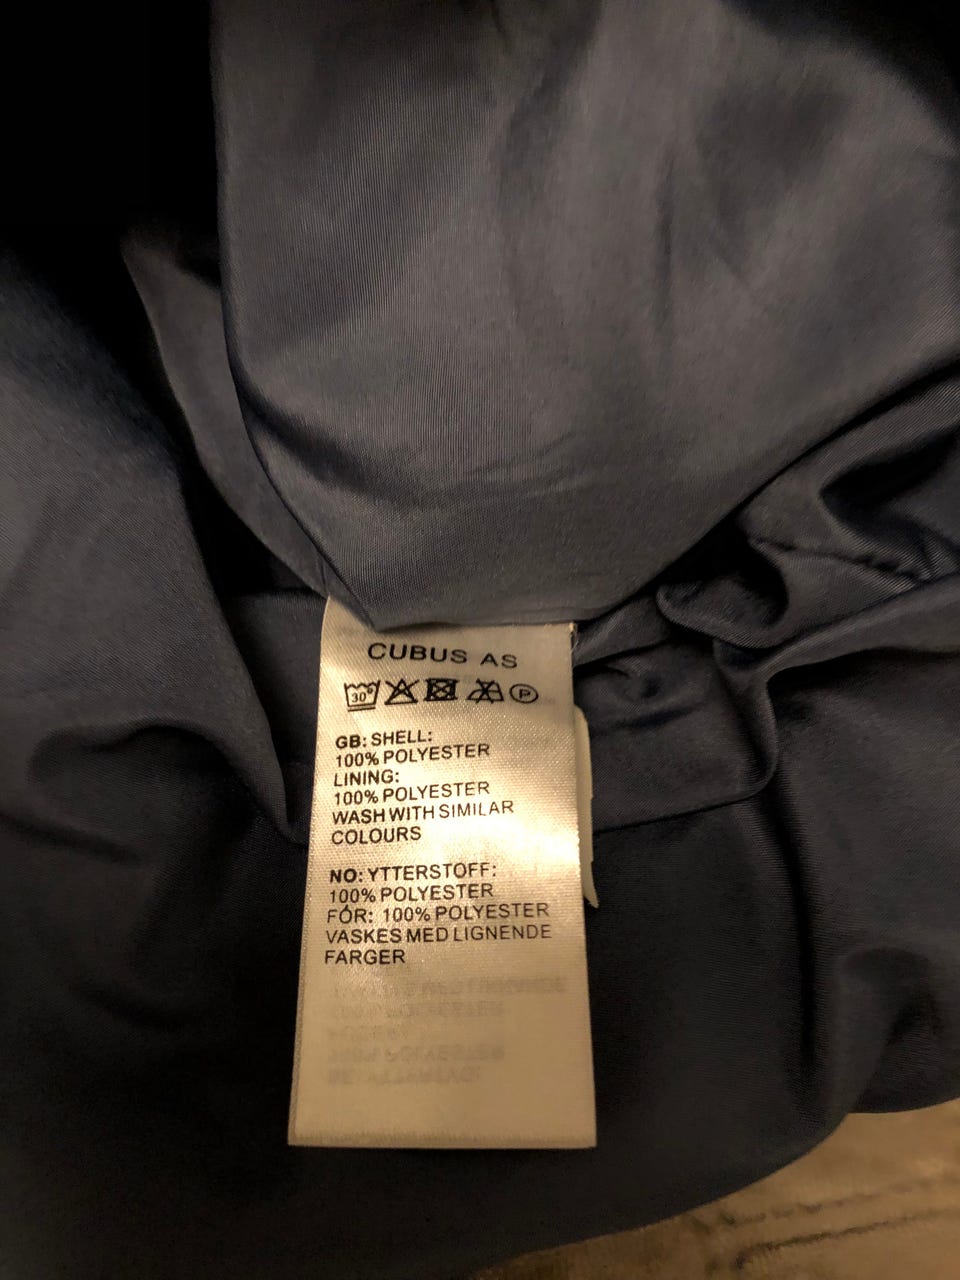 CUBUS AS
30° P
GB: SHELL:
100% POLYESTER
LINING:
100% POLYESTER
WASH WITH SIMILAR
COLOURS
NO: YTTERSTOFF:
100% POLYESTER
FÓR: 100% POLYESTER
VASKES MED LIGNENDE
FARGER